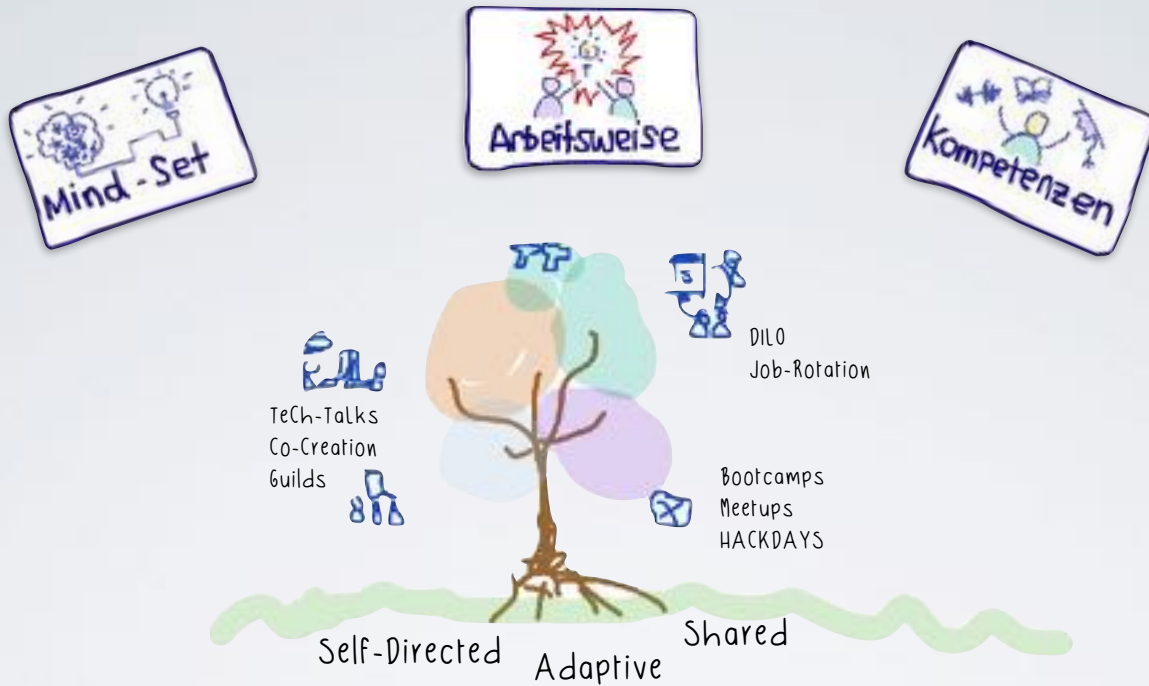 Mind-Set
Arbeitsweise
Kompetenzen
DILO
Job-Rotation
TeCh-Talks
Co-Creation
Guilds
Bootcamps
Meetups
HACKDAYS
Self-Directed
Adaptive
Shared